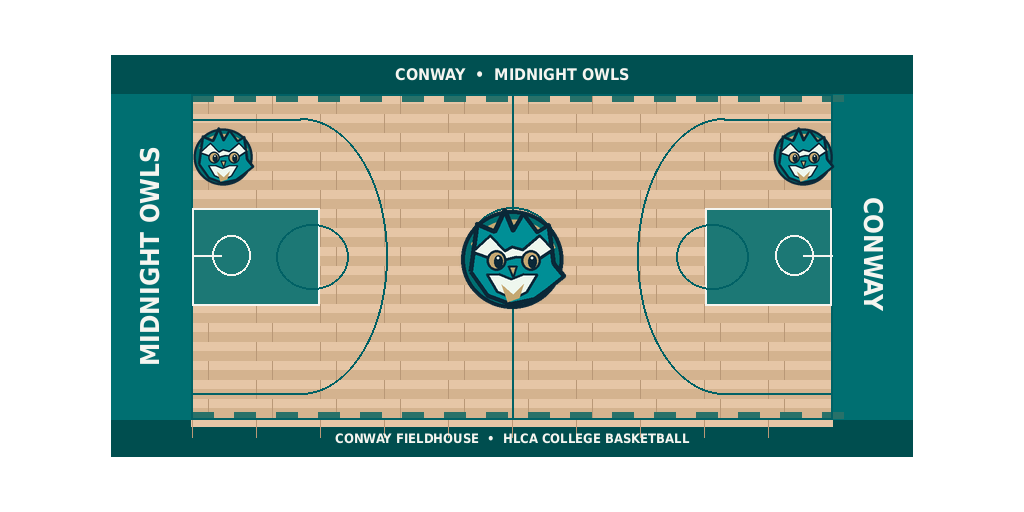 CONWAY • MIDNIGHT OWLS
MIDNIGHT OWLS
CONWAY
CONWAY FIELDHOUSE • HLCA COLLEGE BASKETBALL